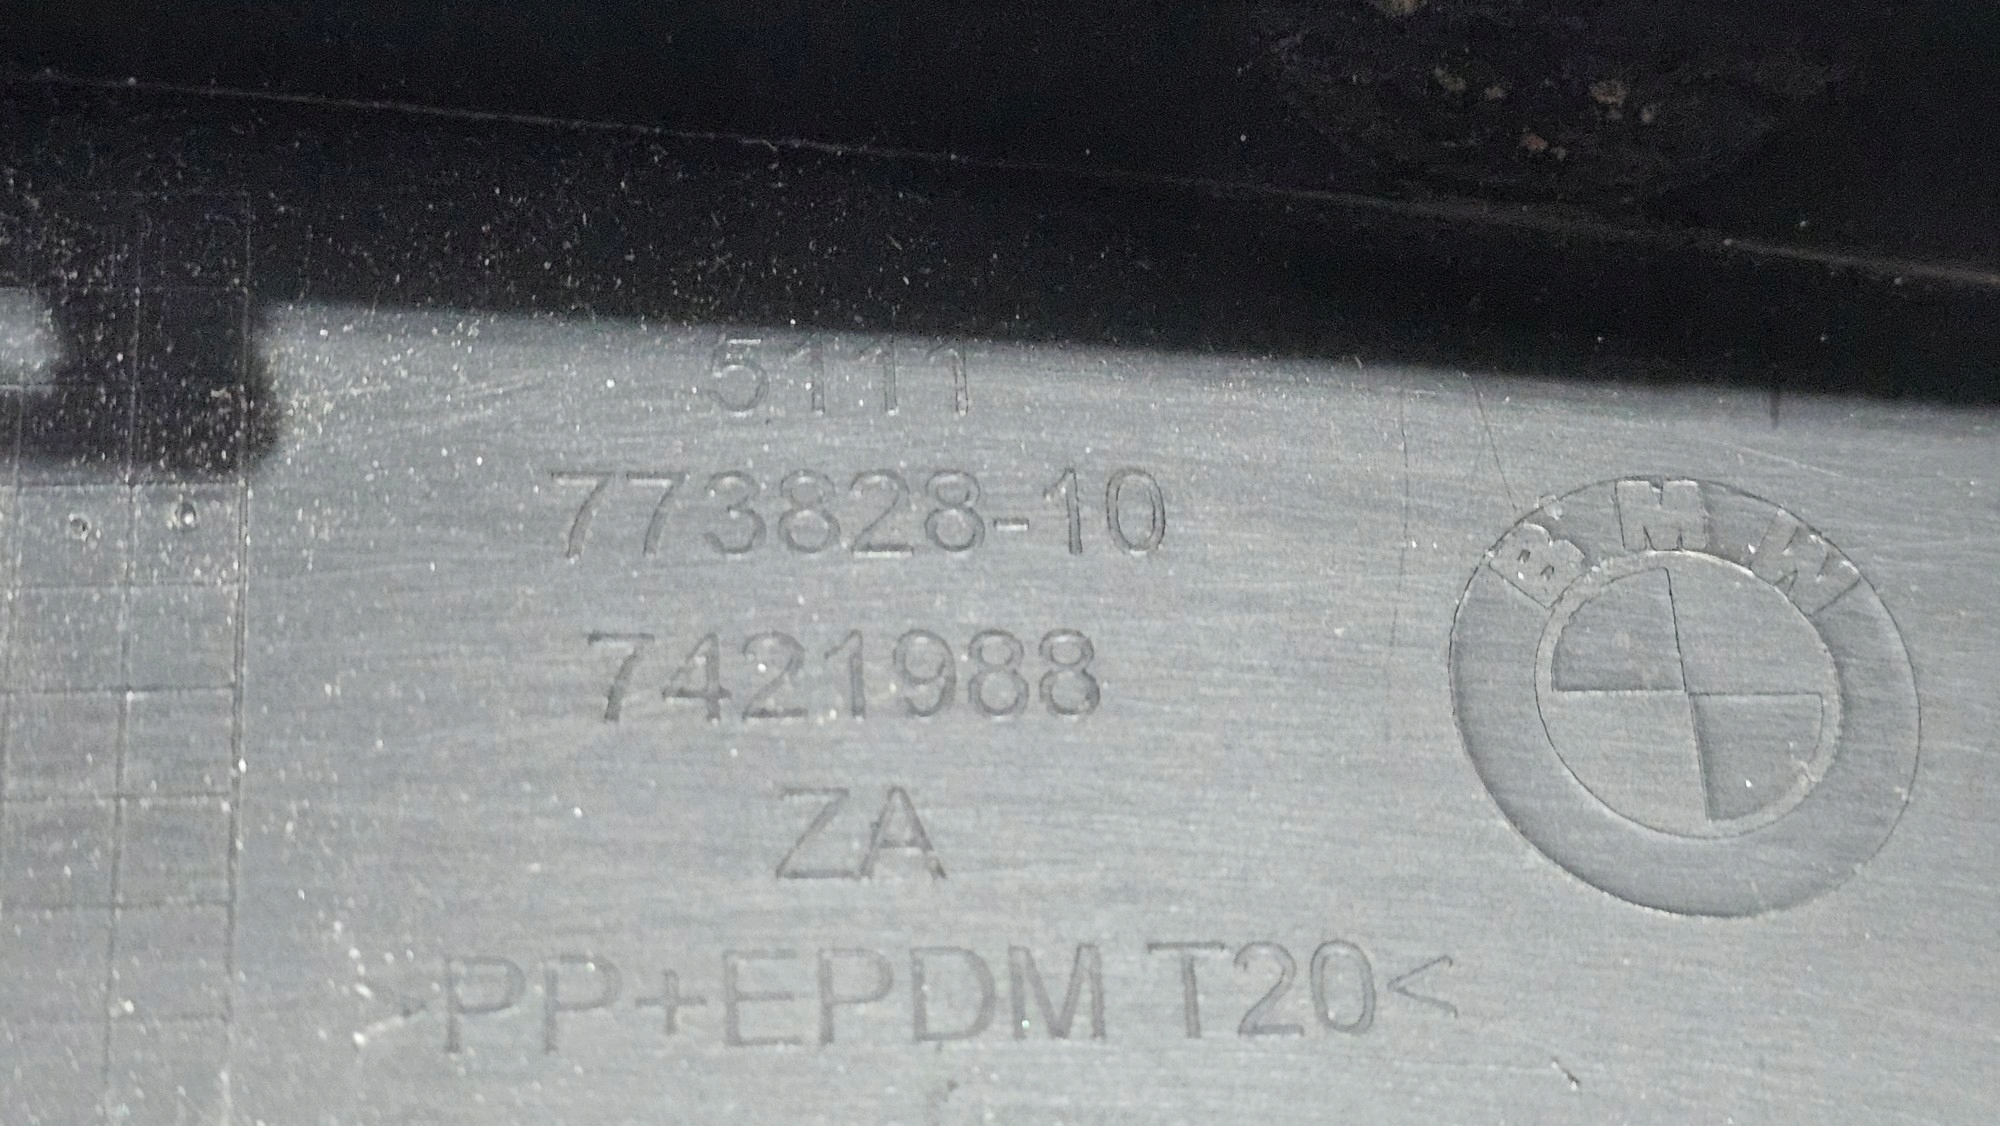 5111
773828-10
7421988
ZA
>PP+EPDM T20<
BMW